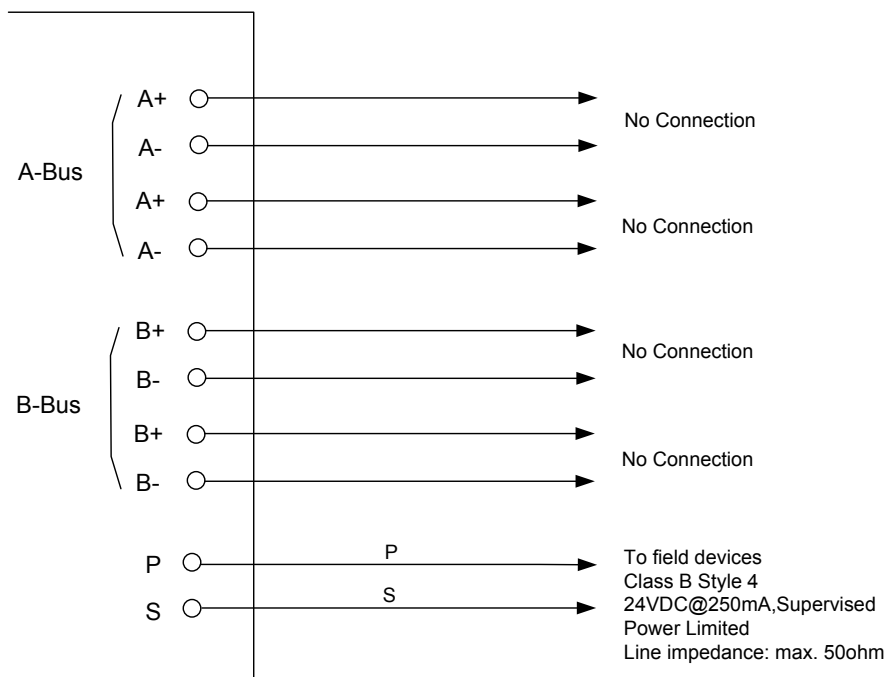 A+
No Connection
A-
A-Bus
A+
No Connection
A-
B+
No Connection
B-
B-Bus
B+
No Connection
B-
P
P
To field devices
Class B Style 4
S
S
24VDC@250mA,Supervised
Power Limited
Line impedance: max. 50ohm